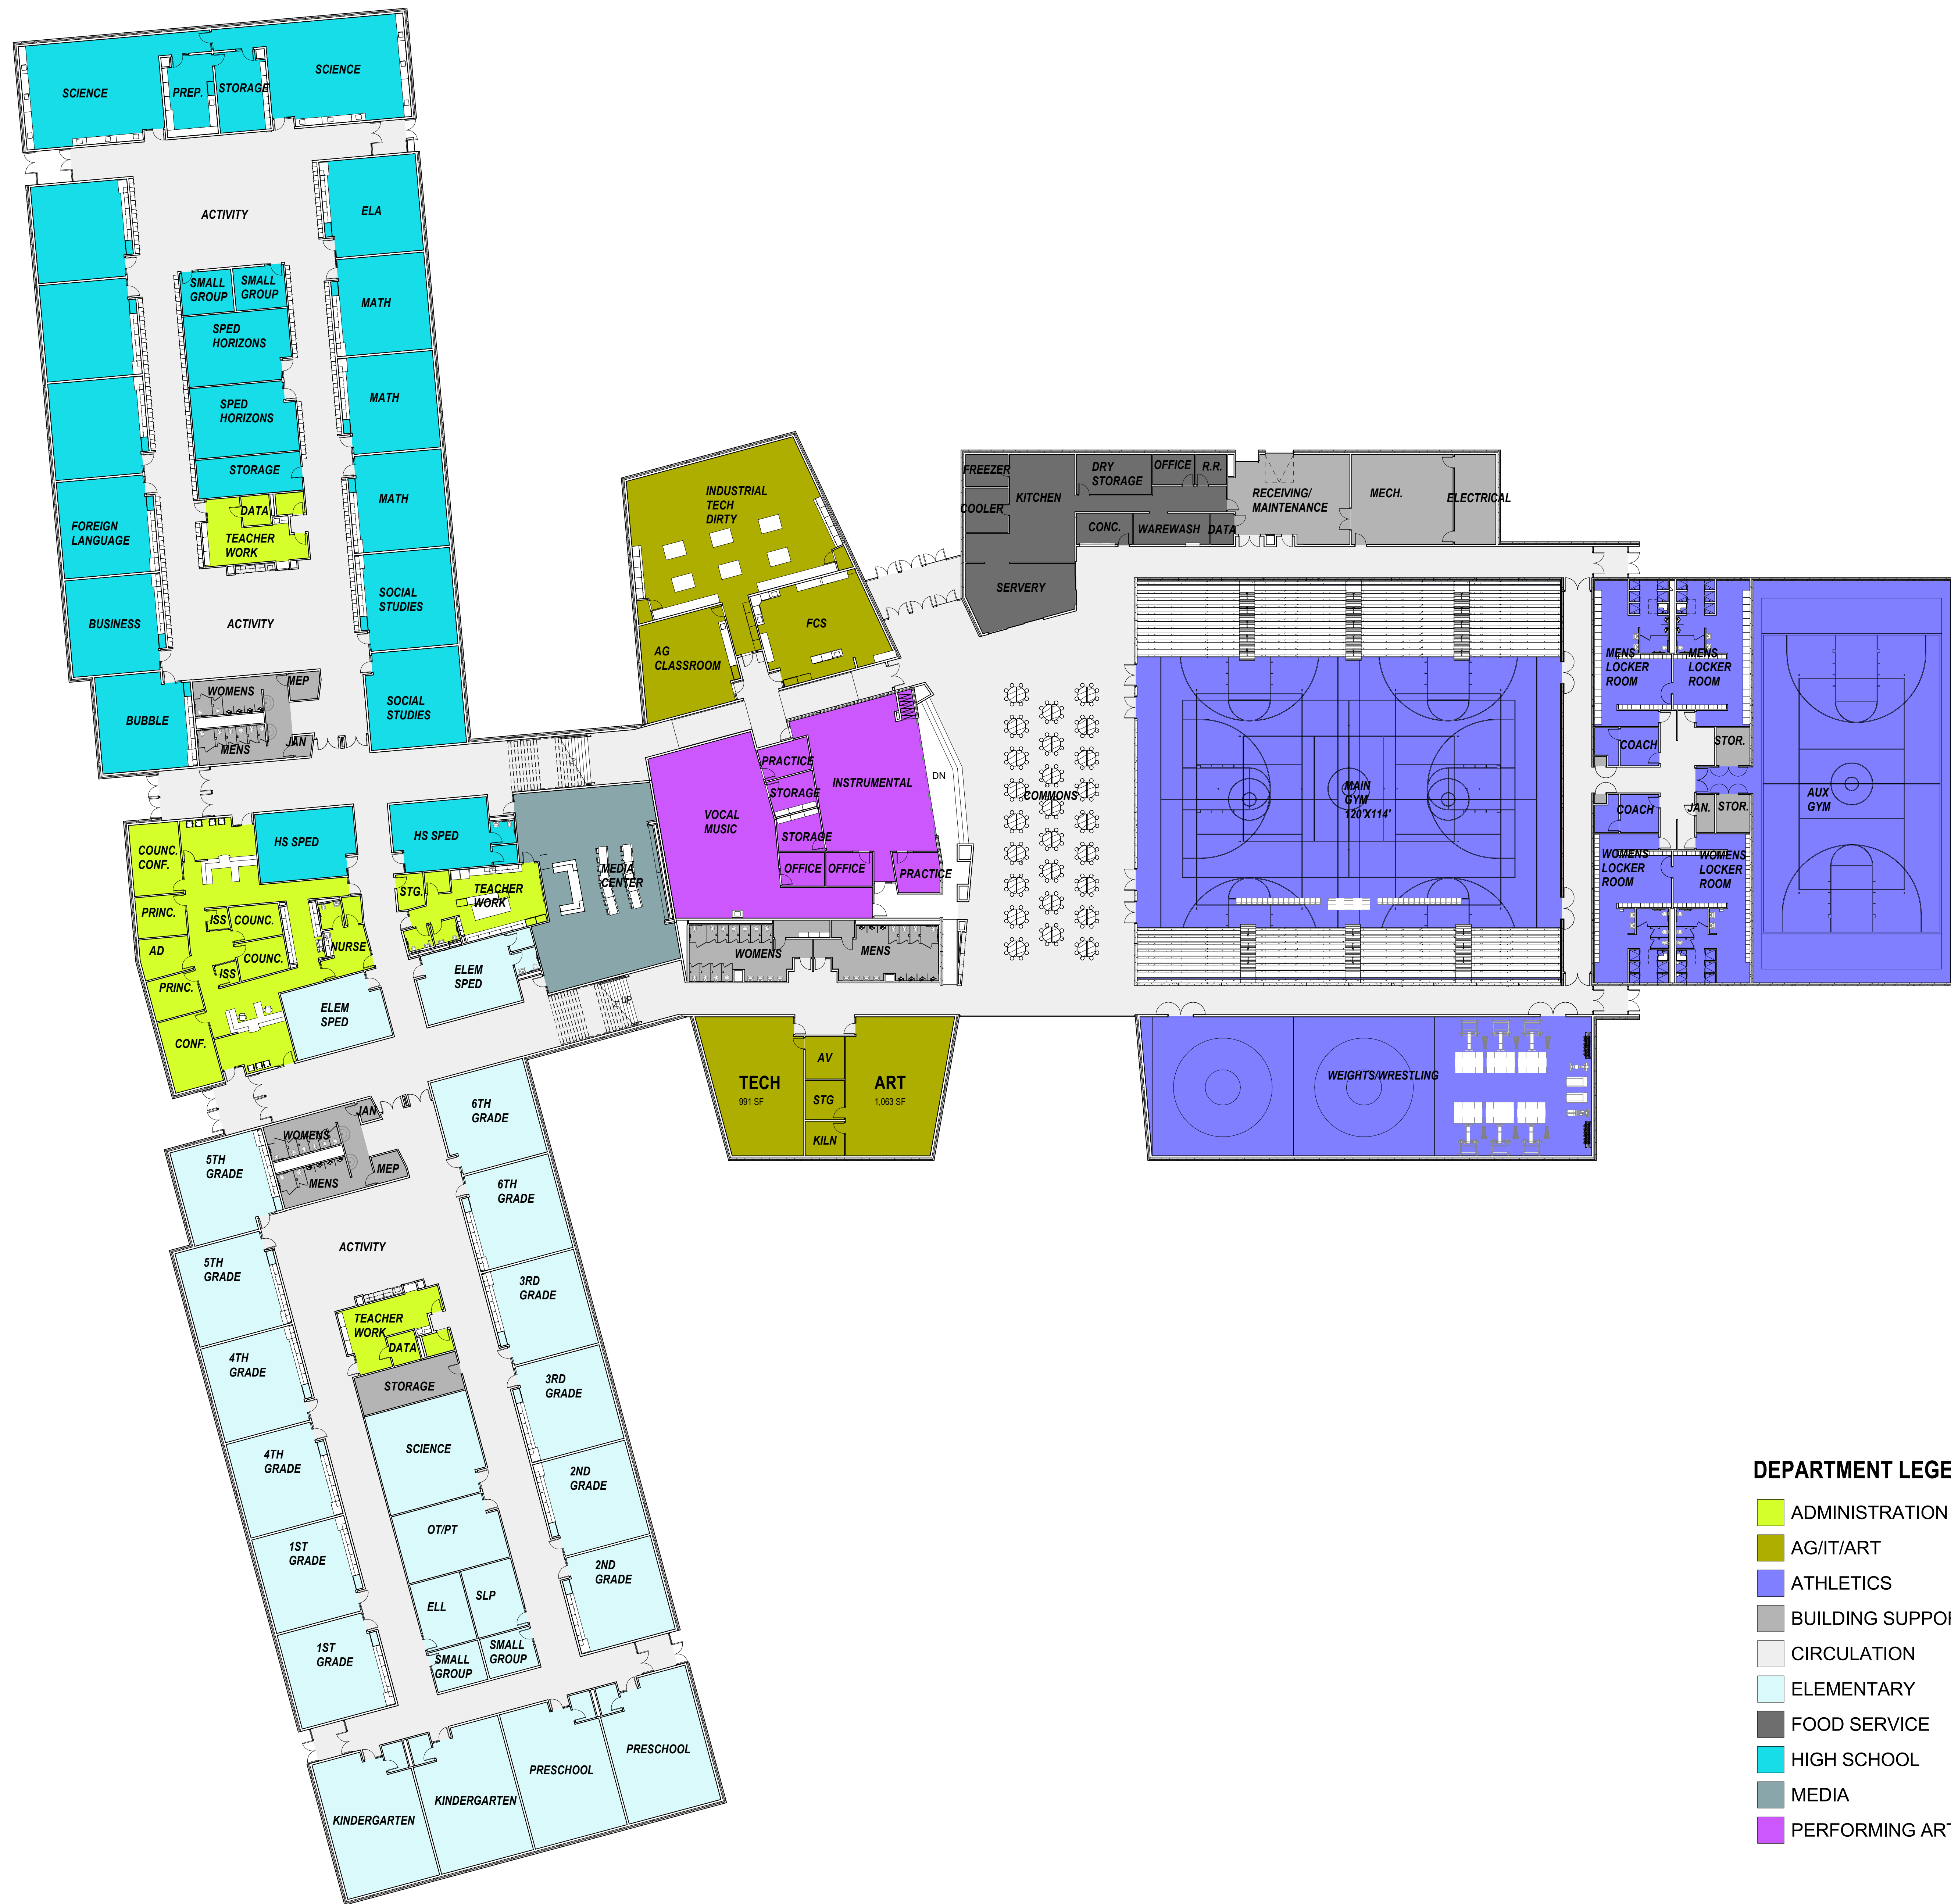 SCIENCE
PREP.
STORAGE
SCIENCE
ACTIVITY
ELA
SMALL
GROUP
SMALL
GROUP
MATH
SPED
HORIZONS
SPED
HORIZONS
MATH
STORAGE
MATH
DATA
TEACHER
WORK
FOREIGN
LANGUAGE
SOCIAL
STUDIES
BUSINESS
ACTIVITY
WOMENS
MEP
SOCIAL
STUDIES
BUBBLE
MENS
JAN
INDUSTRIAL
TECH
DIRTY
AG
CLASSROOM
FCS
FREEZER
COOLER
KITCHEN
DRY
STORAGE
OFFICE
R.R.
CONC.
WAREWASH
DATA
SERVERY
RECEIVING/
MAINTENANCE
MECH.
ELECTRICAL
COUNC.
CONF.
PRINC.
AD
PRINC.
CONF.
ISS
COUNC.
COUNC.
ISS
NURSE
HS SPED
HS SPED
STG.
TEACHER
WORK
ELEM
SPED
ELEM
SPED
MEDIA
CENTER
UP
VOCAL
MUSIC
PRACTICE
STORAGE
INSTRUMENTAL
STORAGE
OFFICE
OFFICE
PRACTICE
DN
WOMENS
MENS
COMMONS
MAIN
GYM
120'X114'
MENS
LOCKER
ROOM
MENS
LOCKER
ROOM
COACH
STOR.
COACH
JAN.
STOR.
WOMENS
LOCKER
ROOM
WOMENS
LOCKER
ROOM
AUX
GYM
TECH
991 SF
AV
STG
KILN
ART
1,063 SF
WEIGHTS/WRESTLING
JAN
WOMENS
MENS
MEP
5TH
GRADE
6TH
GRADE
6TH
GRADE
ACTIVITY
5TH
GRADE
3RD
GRADE
TEACHER
WORK
DATA
4TH
GRADE
STORAGE
3RD
GRADE
4TH
GRADE
SCIENCE
2ND
GRADE
OT/PT
1ST
GRADE
2ND
GRADE
ELL
SLP
1ST
GRADE
SMALL
GROUP
SMALL
GROUP
KINDERGARTEN
KINDERGARTEN
PRESCHOOL
PRESCHOOL
DEPARTMENT LEGE
ADMINISTRATION
AG/IT/ART
ATHLETICS
BUILDING SUPPOR
CIRCULATION
ELEMENTARY
FOOD SERVICE
HIGH SCHOOL
MEDIA
PERFORMING ART